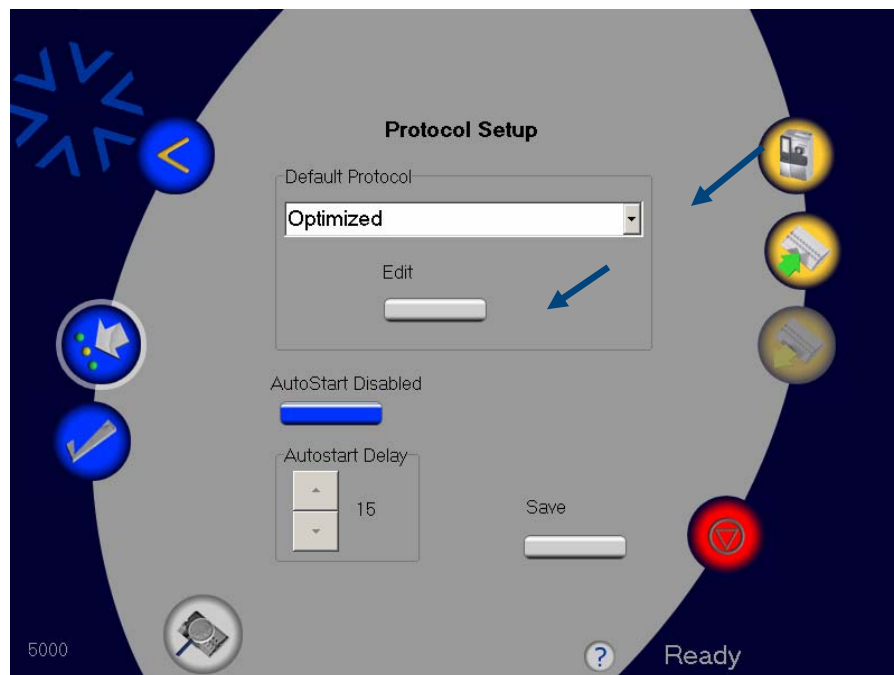 Protocol Setup
Default Protocol
Optimized
Edit
AutoStart Disabled
Autostart Delay
15
Save
5000
?
Ready